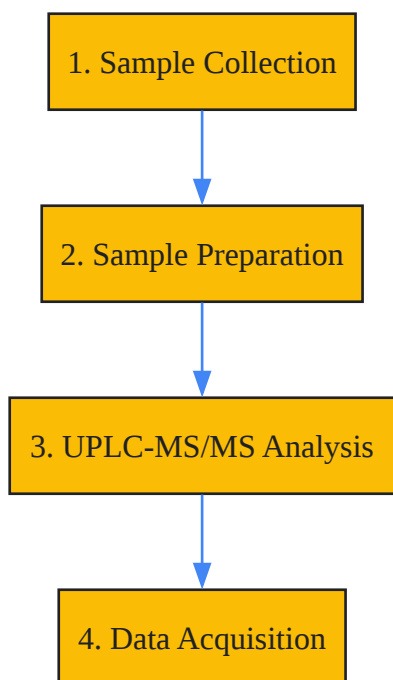 1. Sample Collection
2. Sample Preparation
3. UPLC-MS/MS Analysis
4. Data Acquisition